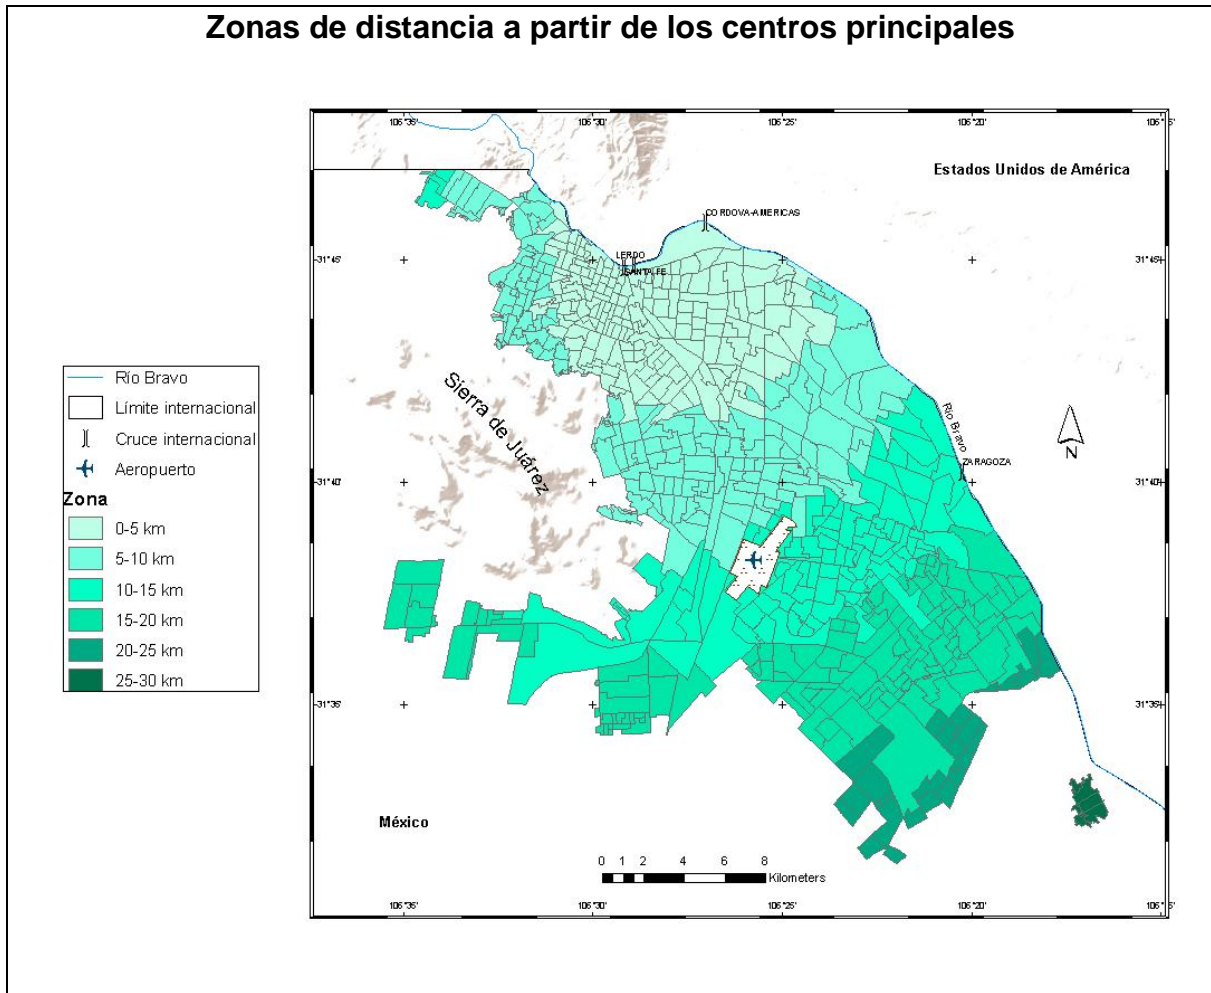 Zonas de distancia a partir de los centros principales
106°35'
106°30'
106°25'
106°20'
Estados Unidos de América
CORDOVA-AMERICAS
LERDO
SANTA FE
31°45'
31°45'
Río Bravo
Límite internacional
Cruce internacional
Aeropuerto
Zona
0-5 km
5-10 km
10-15 km
15-20 km
20-25 km
25-30 km
Sierra de Juárez
Río Bravo
ZARAGOZA
N
31°40'
31°40'
31°35'
31°35'
México
0 1 2 4 6 8
Kilometers
106°35'
106°30'
106°25'
106°20'